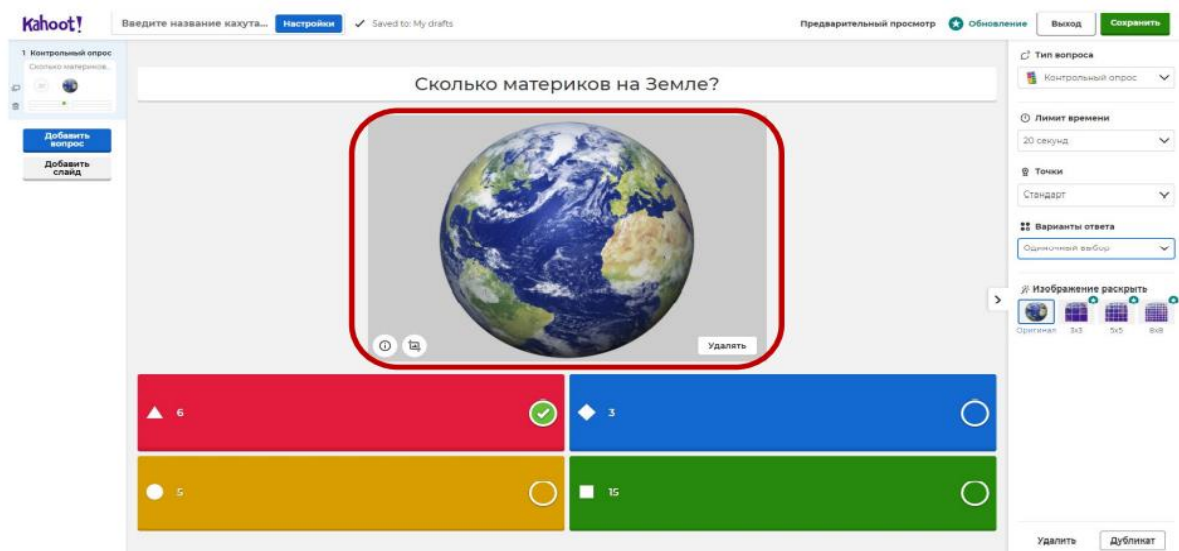 Kahoot!
Введите название кахута...
Настройки
Saved to: My drafts
Предварительный просмотр
Обновление
Выход
Сохранить
1 Контрольный опрос
Сколько материков...
Добавить
вопрос
Добавить
слайд
Сколько материков на Земле?
Удалять
6
3
5
15
Тип вопроса
Контрольный опрос
Лимит времени
20 секунд
Точки
Стандарт
Варианты ответа
Одиночный выбор
Изображение раскрыть
Оригинал 3x3 5x5 8x8
Удалить
Дубликат